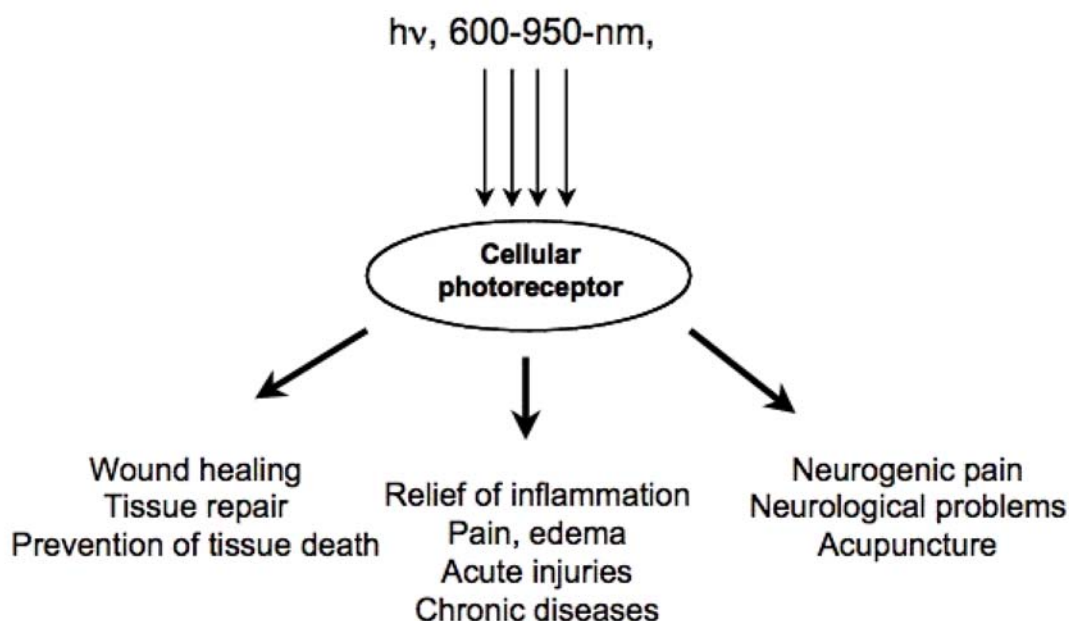 hν, 600-950-nm,
Cellular
photoreceptor
Wound healing
Tissue repair
Prevention of tissue death
Relief of inflammation
Pain, edema
Acute injuries
Chronic diseases
Neurogenic pain
Neurological problems
Acupuncture